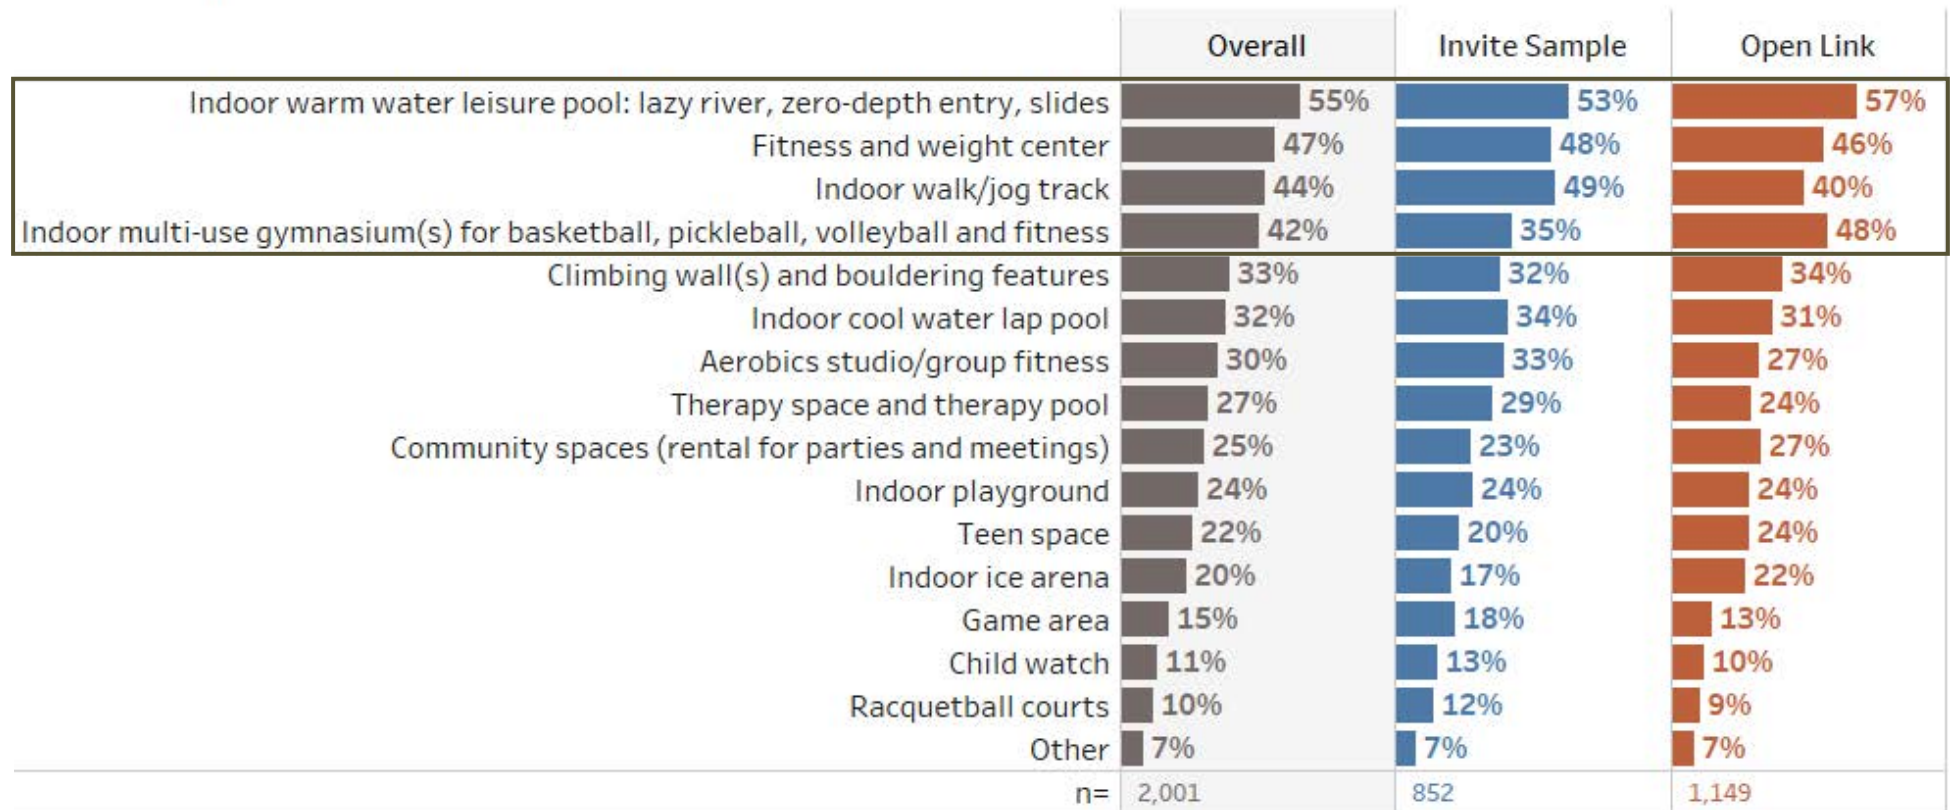 Overall Invite Sample Open Link
Indoor warm water leisure pool: lazy river, zero-depth entry, slides 55% 53% 57%
Fitness and weight center 47% 48% 46%
Indoor walk/jog track 44% 49% 40%
Indoor multi-use gymnasium(s) for basketball, pickleball, volleyball and fitness 42% 35% 48%
Climbing wall(s) and bouldering features 33% 32% 34%
Indoor cool water lap pool 32% 34% 31%
Aerobics studio/group fitness 30% 33% 27%
Therapy space and therapy pool 27% 29% 24%
Community spaces (rental for parties and meetings) 25% 23% 27%
Indoor playground 24% 24% 24%
Teen space 22% 20% 24%
Indoor ice arena 20% 17% 22%
Game area 15% 18% 13%
Child watch 11% 13% 10%
Racquetball courts 10% 12% 9%
Other 7% 7% 7%
n= 2,001 852 1,149